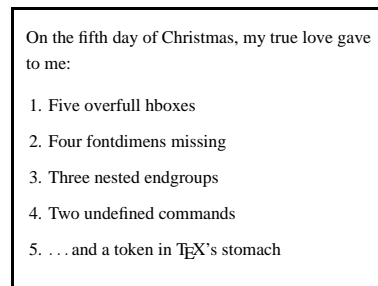 On the fifth day of Christmas, my true love gave
to me:
1. Five overfull hboxes
2. Four fontdimens missing
3. Three nested endgroups
4. Two undefined commands
5. . . . and a token in TEX's stomach